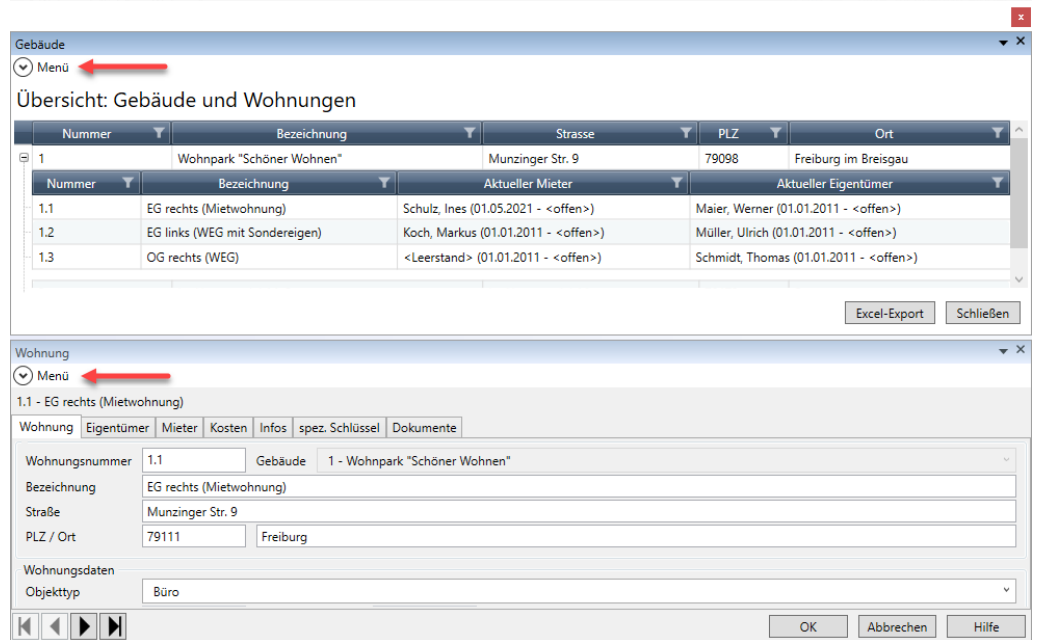 x
Gebäude
Menü
Übersicht: Gebäude und Wohnungen
Nummer Bezeichnung Strasse PLZ Ort
1 Wohnpark "Schöner Wohnen" Munzinger Str. 9 79098 Freiburg im Breisgau
Nummer Bezeichnung Aktueller Mieter Aktueller Eigentümer
1.1 EG rechts (Mietwohnung) Schulz, Ines (01.05.2021 - <offen>) Maier, Werner (01.01.2011 - <offen>)
1.2 EG links (WEG mit Sondereigen) Koch, Markus (01.01.2011 - <offen>) Müller, Ulrich (01.01.2011 - <offen>)
1.3 OG rechts (WEG) <Leerstand> (01.01.2011 - <offen>) Schmidt, Thomas (01.01.2011 - <offen>)
Excel-Export Schließen
Wohnung
Menü
1.1 - EG rechts (Mietwohnung)
Wohnung Eigentümer Mieter Kosten Infos spez. Schlüssel Dokumente
Wohnungsnummer 1.1 Gebäude 1 - Wohnpark "Schöner Wohnen"
Bezeichnung EG rechts (Mietwohnung)
Straße Munzinger Str. 9
PLZ / Ort 79111 Freiburg
Wohnungsdaten
Objekttyp Büro
OK Abbrechen Hilfe